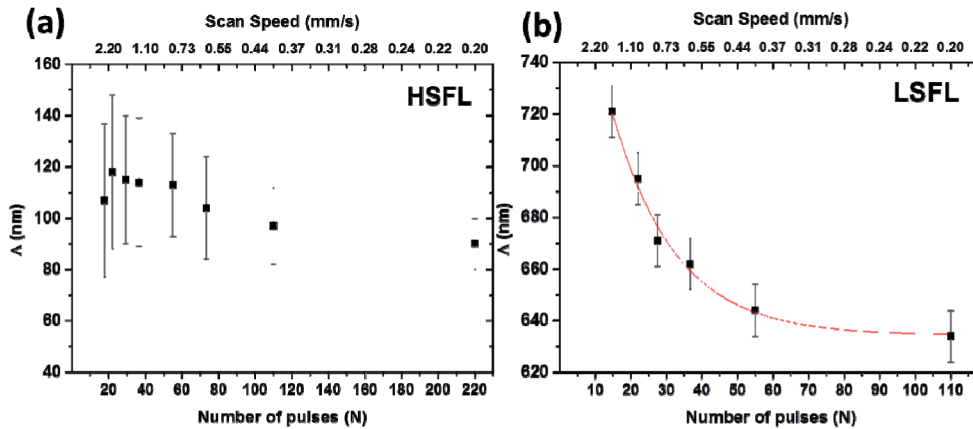 (a)
Scan Speed (mm/s)
2.20 1.10 0.73 0.55 0.44 0.37 0.31 0.28 0.24 0.22 0.20
HSFL
160
140
120
100
80
60
40
Λ (nm)
20 40 60 80 100 120 140 160 180 200 220
Number of pulses (N)
(b)
Scan Speed (mm/s)
2.20 1.10 0.73 0.55 0.44 0.37 0.31 0.28 0.24 0.22 0.20
LSFL
740
720
700
680
660
640
620
Λ (nm)
10 20 30 40 50 60 70 80 90 100 110
Number of pulses (N)